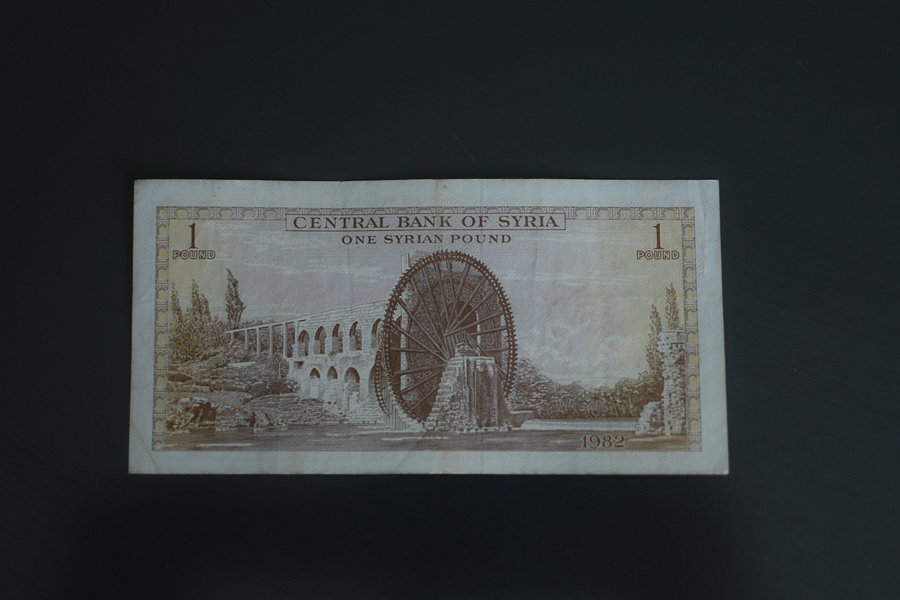 CENTRAL BANK OF SYRIA
ONE SYRIAN POUND
1
POUND
1
POUND
1982